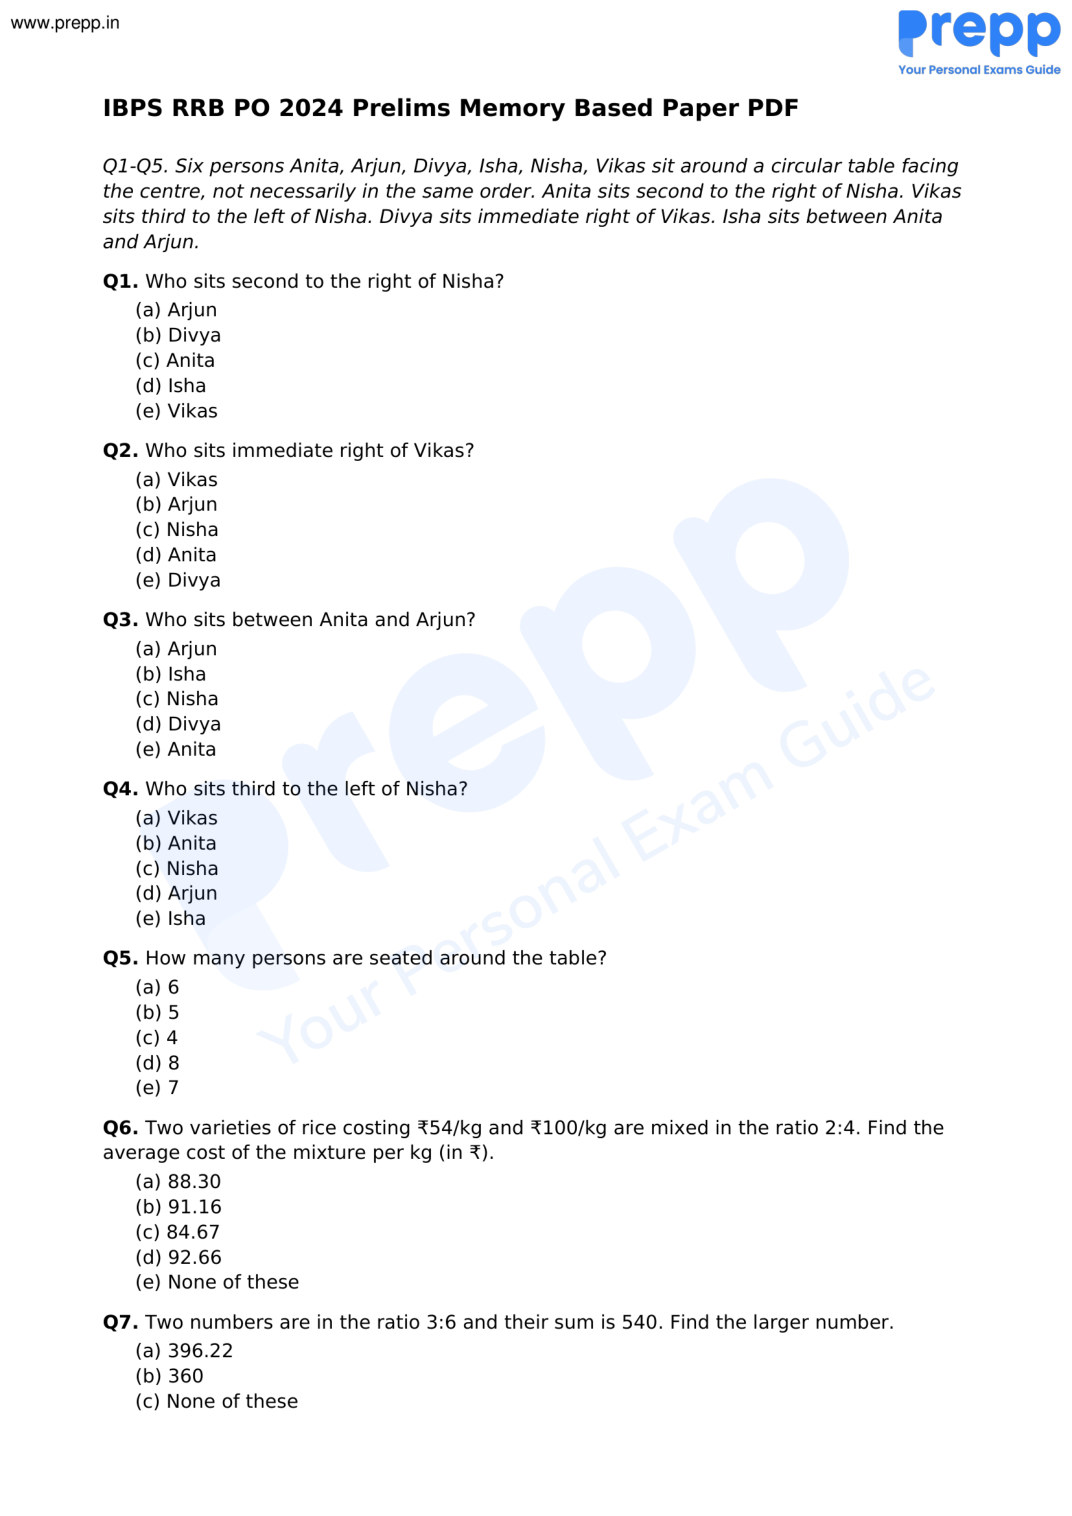 www.prepp.in
Prepp
Your Personal Exams Guide
IBPS RRB PO 2024 Prelims Memory Based Paper PDF
Q1-Q5. Six persons Anita, Arjun, Divya, Isha, Nisha, Vikas sit around a circular table facing
the centre, not necessarily in the same order. Anita sits second to the right of Nisha. Vikas
sits third to the left of Nisha. Divya sits immediate right of Vikas. Isha sits between Anita
and Arjun.
Q1. Who sits second to the right of Nisha?
(a) Arjun
(b) Divya
(c) Anita
(d) Isha
(e) Vikas
Q2. Who sits immediate right of Vikas?
(a) Vikas
(b) Arjun
(c) Nisha
(d) Anita
(e) Divya
Q3. Who sits between Anita and Arjun?
(a) Arjun
(b) Isha
(c) Nisha
(d) Divya
(e) Anita
Q4. Who sits third to the left of Nisha?
(a) Vikas
(b) Anita
(c) Nisha
(d) Arjun
(e) Isha
Q5. How many persons are seated around the table?
(a) 6
(b) 5
(c) 4
(d) 8
(e) 7
Q6. Two varieties of rice costing ₹54/kg and ₹100/kg are mixed in the ratio 2:4. Find the
average cost of the mixture per kg (in ₹).
(a) 88.30
(b) 91.16
(c) 84.67
(d) 92.66
(e) None of these
Q7. Two numbers are in the ratio 3:6 and their sum is 540. Find the larger number.
(a) 396.22
(b) 360
(c) None of these
Prepp
Your Personal Exam Guide